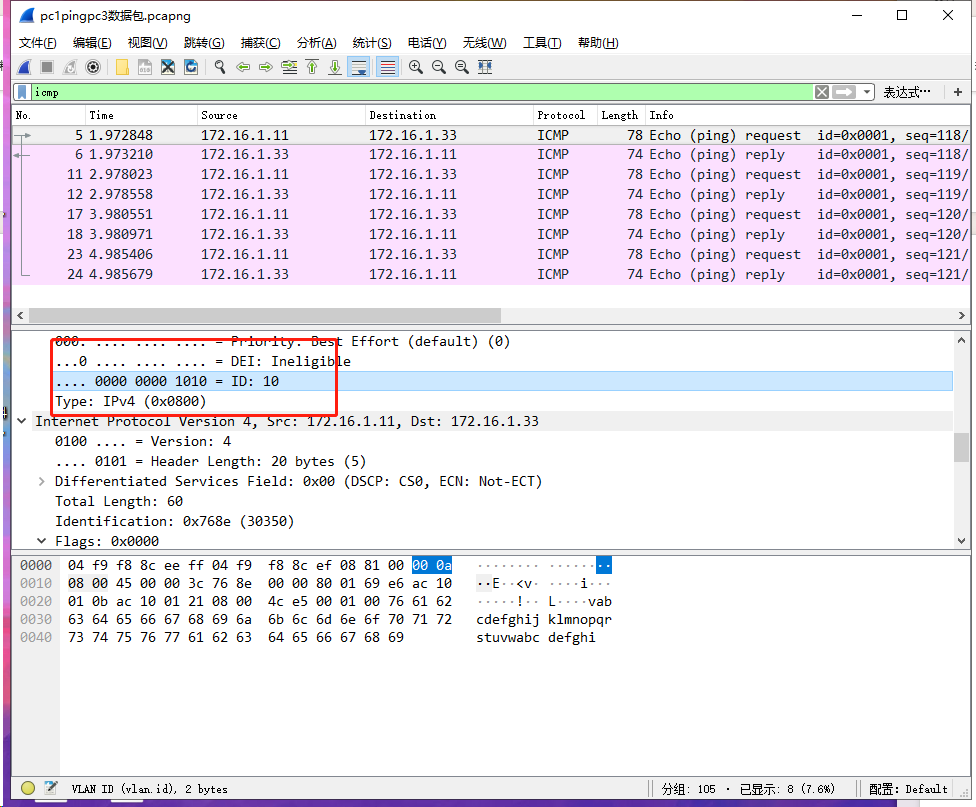 pc1pingpc3数据包.pcapng
文件(F) 编辑(E) 视图(V) 跳转(G) 捕获(C) 分析(A) 统计(S) 电话(Y) 无线(W) 工具(T) 帮助(H)
icmp 表达式… +
No. Time Source Destination Protocol Length Info
5 1.972848 172.16.1.11 172.16.1.33 ICMP 78 Echo (ping) request id=0x0001, seq=118/
6 1.973210 172.16.1.33 172.16.1.11 ICMP 74 Echo (ping) reply id=0x0001, seq=118/
11 2.978023 172.16.1.11 172.16.1.33 ICMP 78 Echo (ping) request id=0x0001, seq=119/
12 2.978558 172.16.1.33 172.16.1.11 ICMP 74 Echo (ping) reply id=0x0001, seq=119/
17 3.980551 172.16.1.11 172.16.1.33 ICMP 78 Echo (ping) request id=0x0001, seq=120/
18 3.980971 172.16.1.33 172.16.1.11 ICMP 74 Echo (ping) reply id=0x0001, seq=120/
23 4.985406 172.16.1.11 172.16.1.33 ICMP 78 Echo (ping) request id=0x0001, seq=121/
24 4.985679 172.16.1.33 172.16.1.11 ICMP 74 Echo (ping) reply id=0x0001, seq=121/
000. .... .... .... = Priority: Best Effort (default) (0)
...0 .... .... .... = DEI: Ineligible
.... 0000 0000 1010 = ID: 10
Type: IPv4 (0x0800)
Internet Protocol Version 4, Src: 172.16.1.11, Dst: 172.16.1.33
0100 .... = Version: 4
.... 0101 = Header Length: 20 bytes (5)
Differentiated Services Field: 0x00 (DSCP: CS0, ECN: Not-ECT)
Total Length: 60
Identification: 0x768e (30350)
Flags: 0x0000
0000 04 f9 f8 8c ee ff 04 f9 f8 8c ef 08 81 00 00 0a ········ ········
0010 08 00 45 00 00 3c 76 8e 00 00 80 01 69 e6 ac 10 ··E··<v· ····i···
0020 01 0b ac 10 01 21 08 00 4c e5 00 01 00 76 61 62 ·····!·· L····vab
0030 63 64 65 66 67 68 69 6a 6b 6c 6d 6e 6f 70 71 72 cdefghij klmnopqr
0040 73 74 75 76 77 61 62 63 64 65 66 67 68 69 stuvwabc defghi
VLAN ID (vlan.id), 2 bytes 分组: 105 · 已显示: 8 (7.6%) 配置: Default